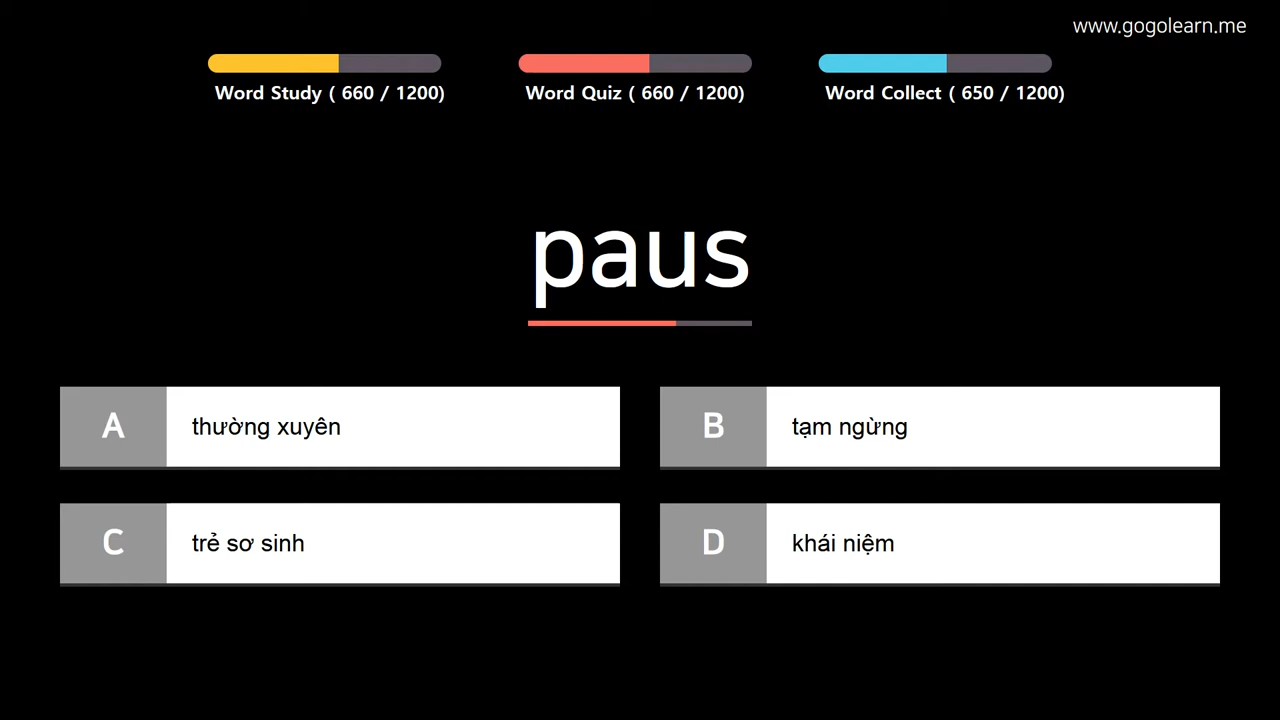 www.gogolearn.me
Word Study ( 660 / 1200)
Word Quiz ( 660 / 1200)
Word Collect ( 650 / 1200)
paus
A
thường xuyên
B
tạm ngừng
C
trẻ sơ sinh
D
khái niệm